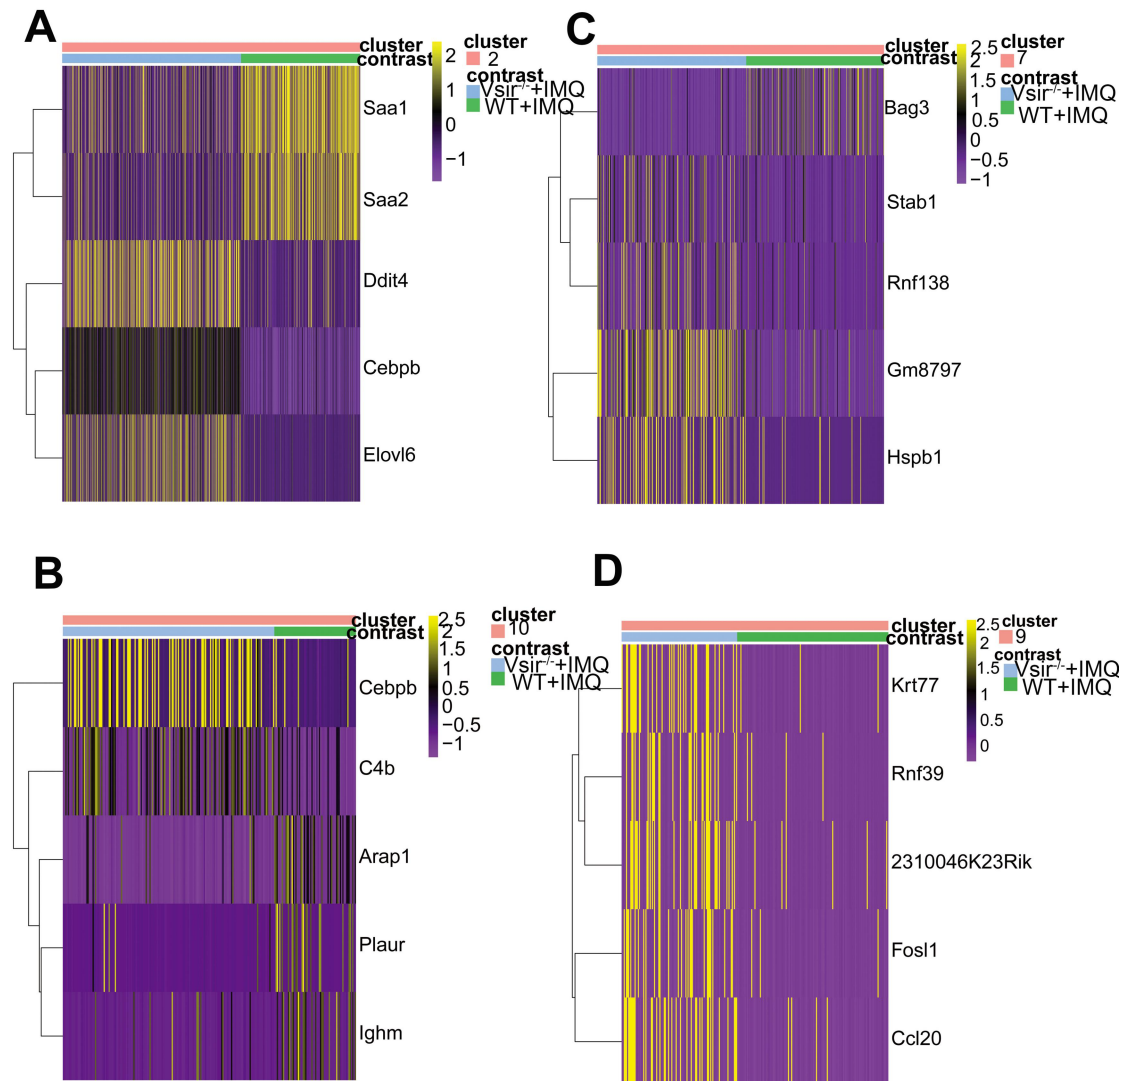 A
cluster
contrast
2
1
0
−1
cluster
2
contrast
Vsir-/-+IMQ
WT+IMQ
Saa1
Saa2
Ddit4
Cebpb
Elovl6
C
cluster
contrast
2.5
2
1.5
1
0.5
0
−0.5
−1
cluster
7
contrast
Vsir-/-+IMQ
WT+IMQ
Bag3
Stab1
Rnf138
Gm8797
Hspb1
B
cluster
contrast
2.5
2
1.5
1
0.5
0
−0.5
−1
cluster
10
contrast
Vsir-/-+IMQ
WT+IMQ
Cebpb
C4b
Arap1
Plaur
Ighm
D
cluster
contrast
2.5
2
1.5
1
0.5
0
cluster
9
contrast
Vsir-/-+IMQ
WT+IMQ
Krt77
Rnf39
2310046K23Rik
Fosl1
Ccl20